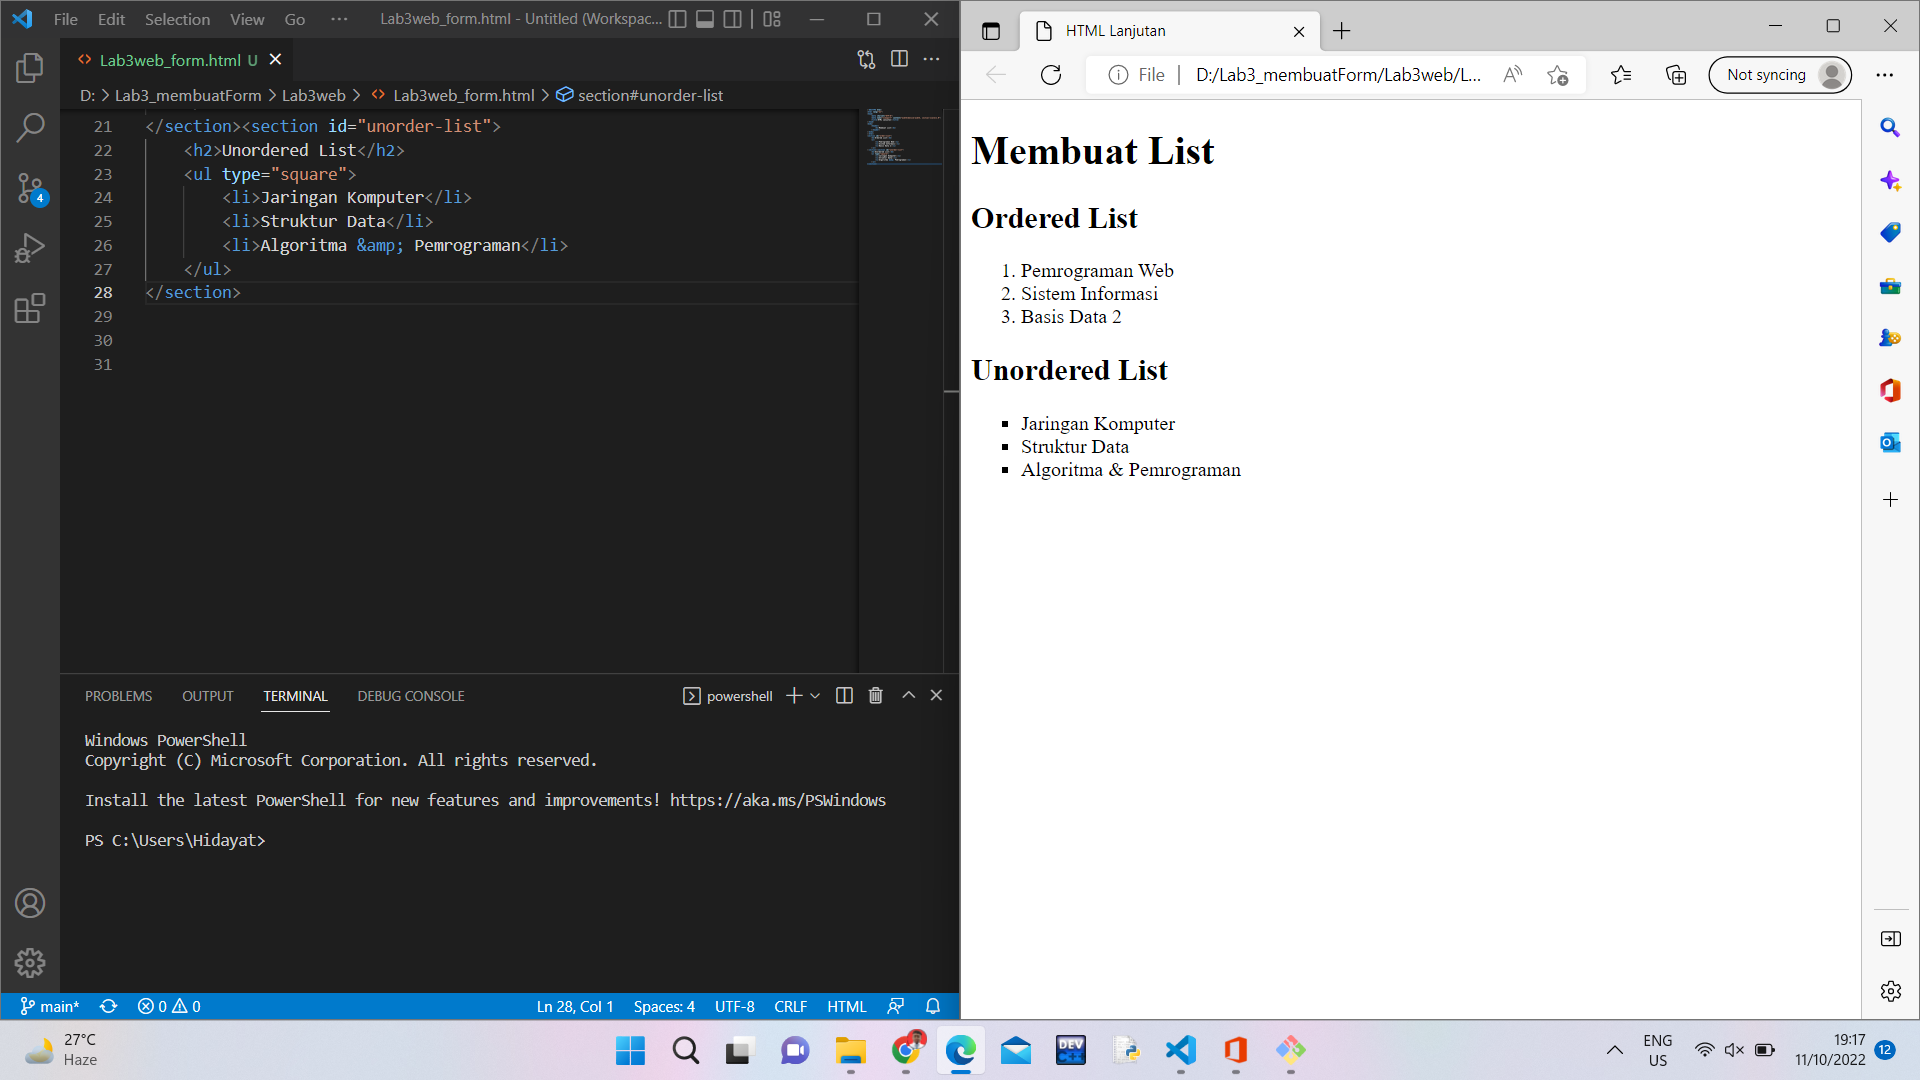 File Edit Selection View Go ··· Lab3web_form.html - Untitled (Workspac...
Lab3web_form.html U
D: > Lab3_membuatForm > Lab3web > Lab3web_form.html > section#unorder-list
21 </section><section id="unorder-list">
22 <h2>Unordered List</h2>
23 <ul type="square">
24 <li>Jaringan Komputer</li>
25 <li>Struktur Data</li>
26 <li>Algoritma &amp; Pemrograman</li>
27 </ul>
28 </section>
29
30
31
4
PROBLEMS OUTPUT TERMINAL DEBUG CONSOLE powershell
Windows PowerShell
Copyright (C) Microsoft Corporation. All rights reserved.
Install the latest PowerShell for new features and improvements! https://aka.ms/PSWindows
PS C:\Users\Hidayat>
main* 0 0 Ln 28, Col 1 Spaces: 4 UTF-8 CRLF HTML
HTML Lanjutan
File D:/Lab3_membuatForm/Lab3web/L... Not syncing
Membuat List
Ordered List
1. Pemrograman Web
2. Sistem Informasi
3. Basis Data 2
Unordered List
Jaringan Komputer
Struktur Data
Algoritma & Pemrograman
27°C
Haze
DEV
C++
ENG
US
19:17
11/10/2022
12